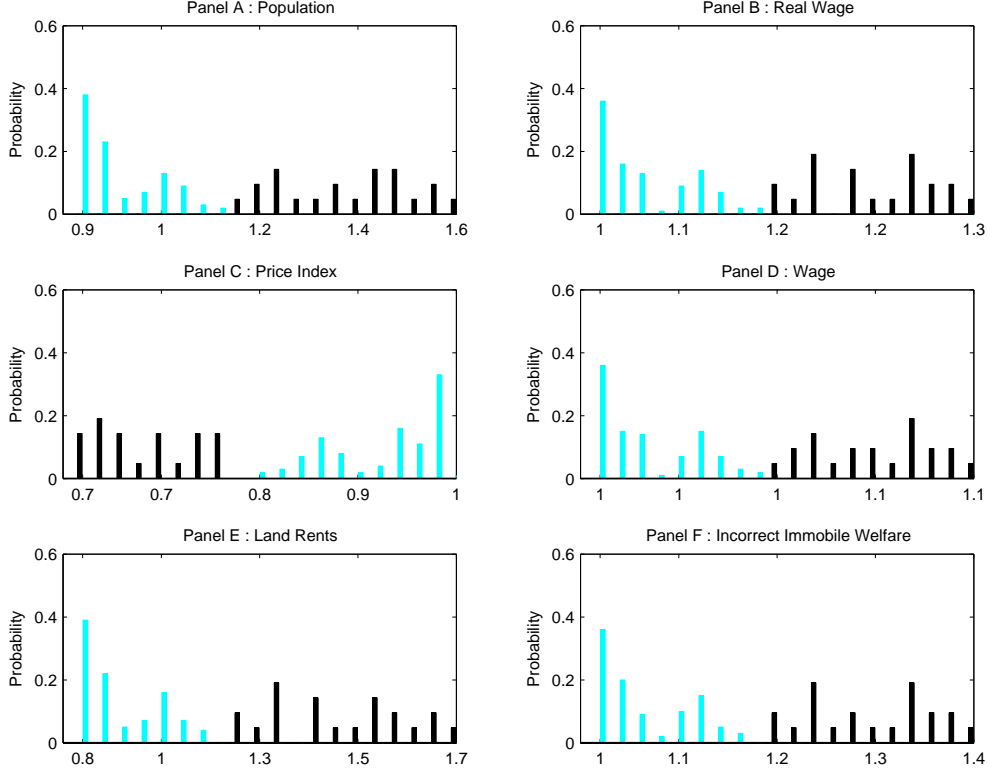 Panel A : Population
Probability
0.6
0.4
0.2
0
0.9 1 1.2 1.4 1.6
Panel B : Real Wage
Probability
0.6
0.4
0.2
0
1 1.1 1.2 1.2 1.3
Panel C : Price Index
Probability
0.6
0.4
0.2
0
0.7 0.7 0.8 0.9 1
Panel D : Wage
Probability
0.6
0.4
0.2
0
1 1 1 1.1 1.1
Panel E : Land Rents
Probability
0.6
0.4
0.2
0
0.8 1 1.3 1.5 1.7
Panel F : Incorrect Immobile Welfare
Probability
0.6
0.4
0.2
0
1 1.1 1.2 1.3 1.4